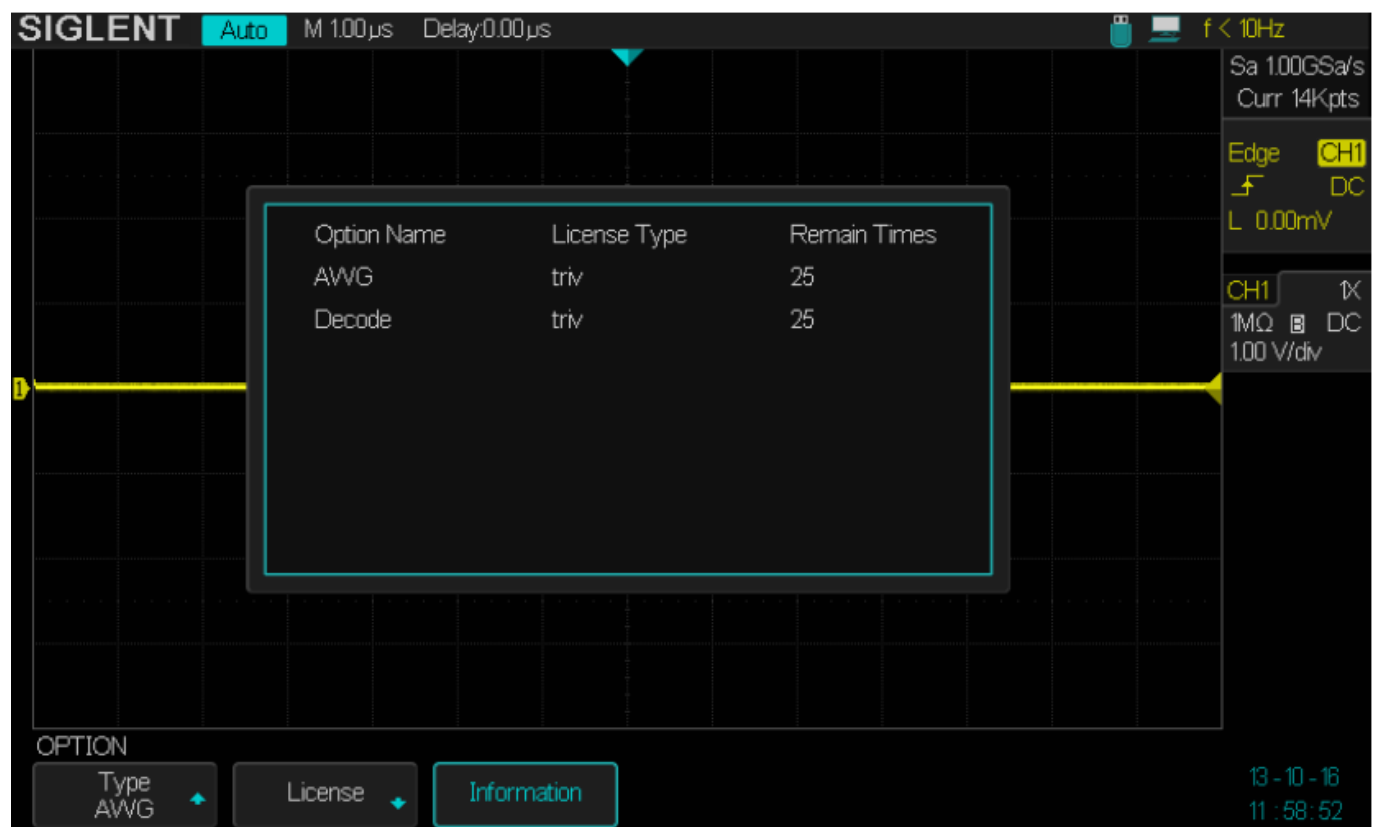 SIGLENT Auto M 1.00μs Delay:0.00μs f < 10Hz
Sa 1.00GSa/s
Curr 14Kpts
Edge CH1
DC
L 0.00mV
CH1 1X
1MΩ B DC
1.00 V/div
Option Name License Type Remain Times
AWG triv 25
Decode triv 25
1
OPTION
Type
AWG
License
Information
13-10-16
11:58:52